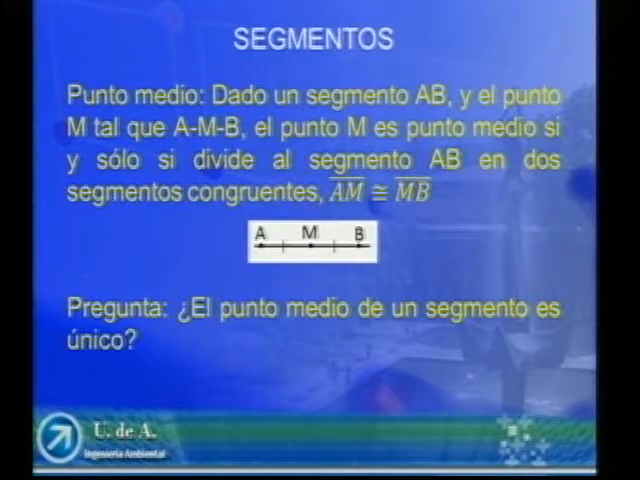 SEGMENTOS
Punto medio: Dado un segmento AB, y el punto
M tal que A-M-B, el punto M es punto medio si
y sólo si divide al segmento AB en dos
segmentos congruentes, A͞M͞ ≅ M͞B͞
A M B
Pregunta: ¿El punto medio de un segmento es
único?
U. de A.
Ingeniería Ambiental